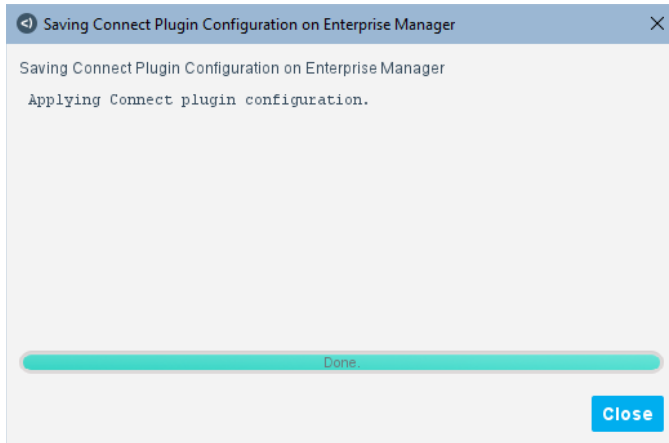 Saving Connect Plugin Configuration on Enterprise Manager
Saving Connect Plugin Configuration on Enterprise Manager
Applying Connect plugin configuration.
Done.
Close